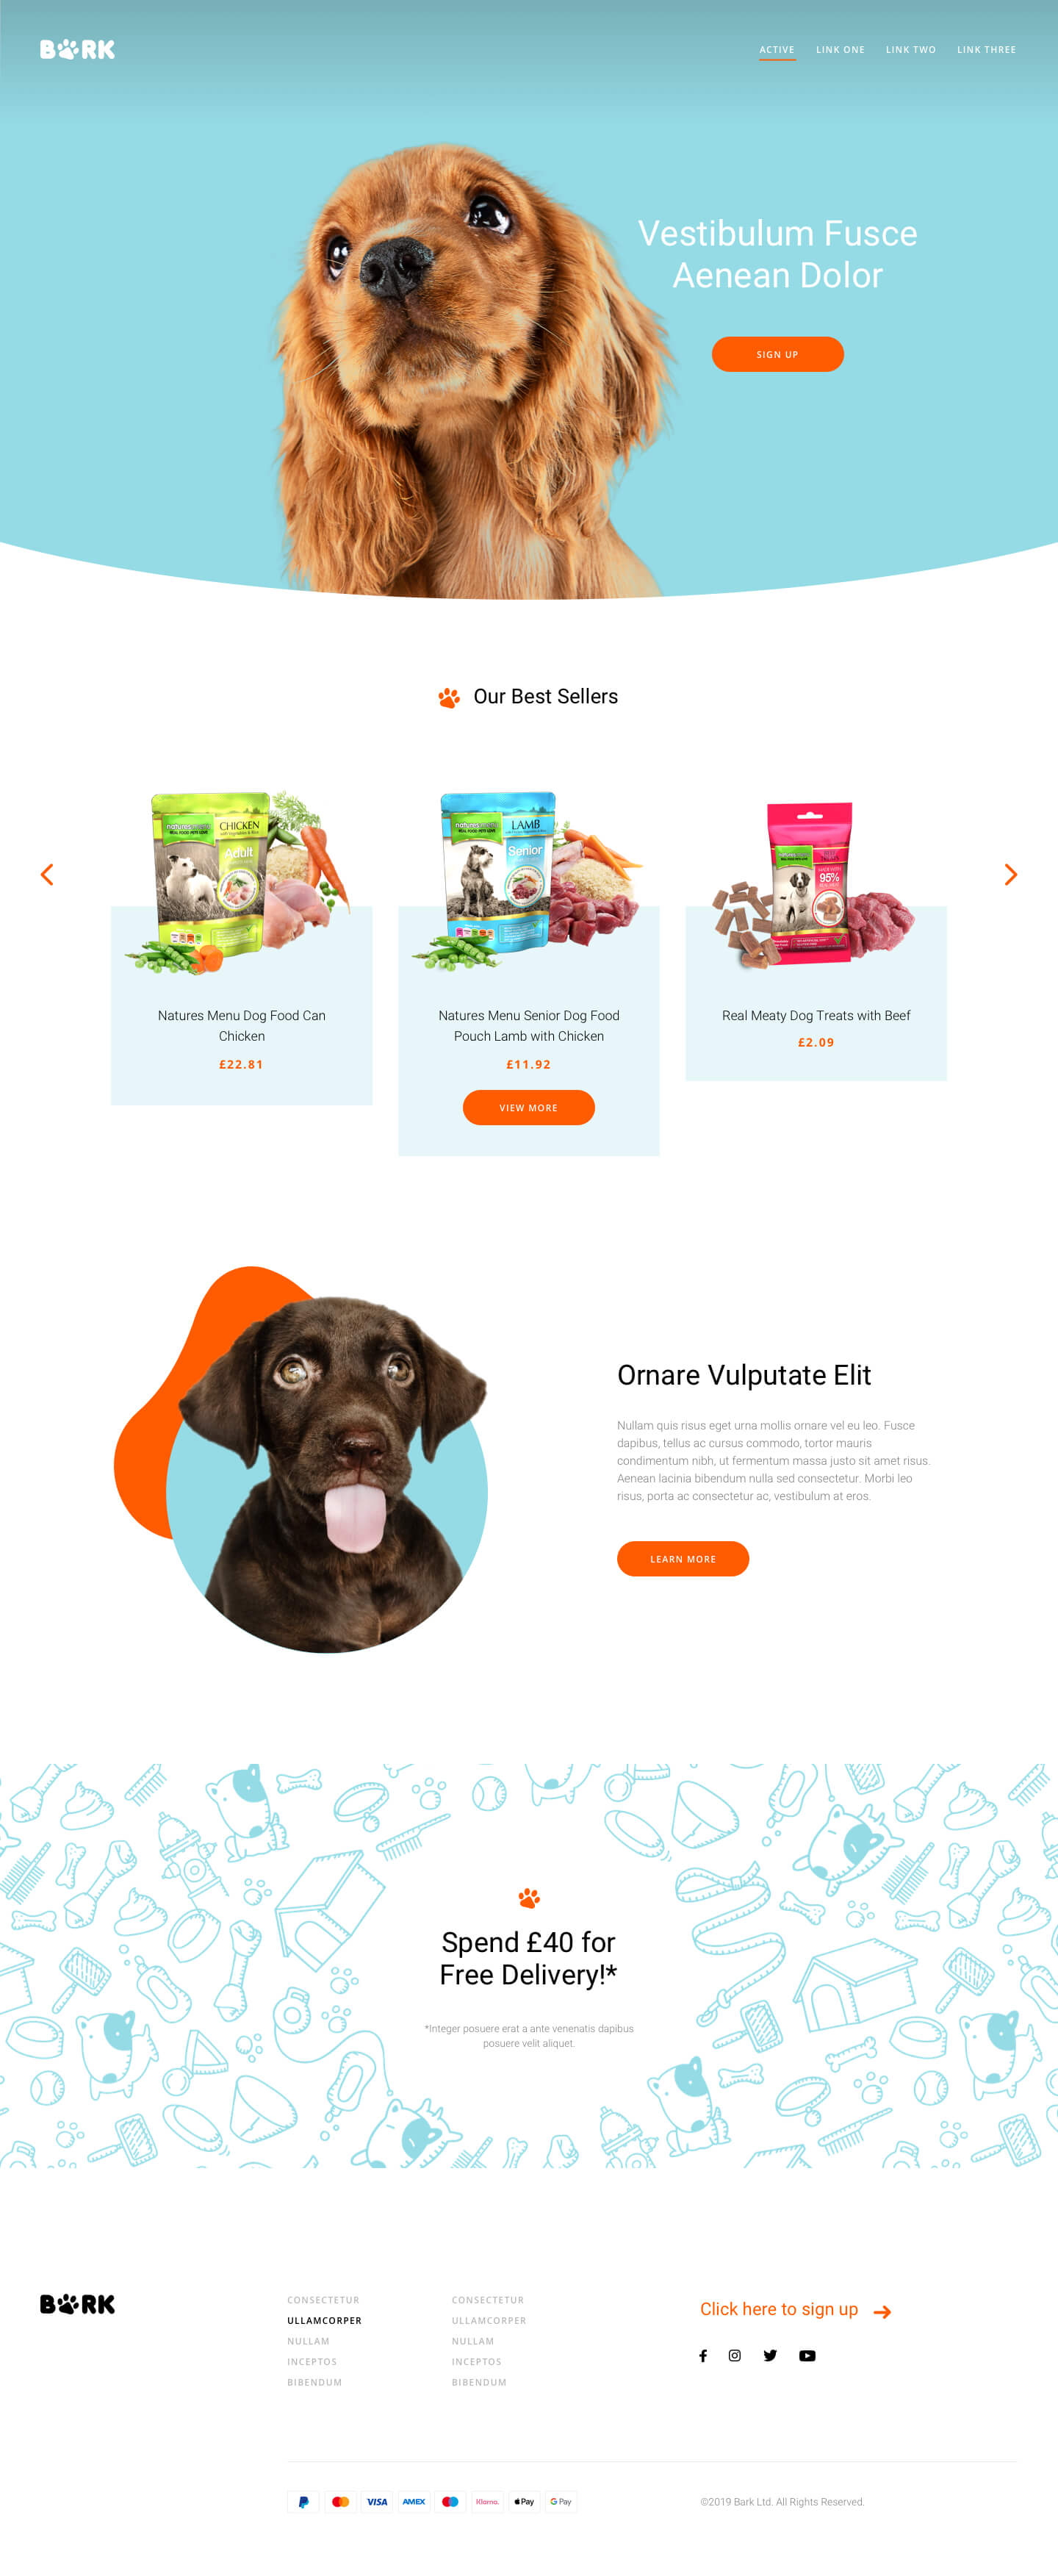 BARK
ACTIVE LINK ONE LINK TWO LINK THREE
Vestibulum Fusce
Aenean Dolor
SIGN UP
Our Best Sellers
CHICKEN
Adult
LAMB
Senior
95%
Natures Menu Dog Food Can
Chicken
£22.81
Natures Menu Senior Dog Food
Pouch Lamb with Chicken
£11.92
VIEW MORE
Real Meaty Dog Treats with Beef
£2.09
Ornare Vulputate Elit
Nullam quis risus eget urna mollis ornare vel eu leo. Fusce
dapibus, tellus ac cursus commodo, tortor mauris
condimentum nibh, ut fermentum massa justo sit amet risus.
Aenean lacinia bibendum nulla sed consectetur. Morbi leo
risus, porta ac consectetur ac, vestibulum at eros.
LEARN MORE
Spend £40 for
Free Delivery!*
*Integer posuere erat a ante venenatis dapibus
posuere velit aliquet.
BARK
CONSECTETUR
ULLAMCORPER
NULLAM
INCEPTOS
BIBENDUM
CONSECTETUR
ULLAMCORPER
NULLAM
INCEPTOS
BIBENDUM
Click here to sign up
VISA AMEX Klarna. Pay G Pay
©2019 Bark Ltd. All Rights Reserved.